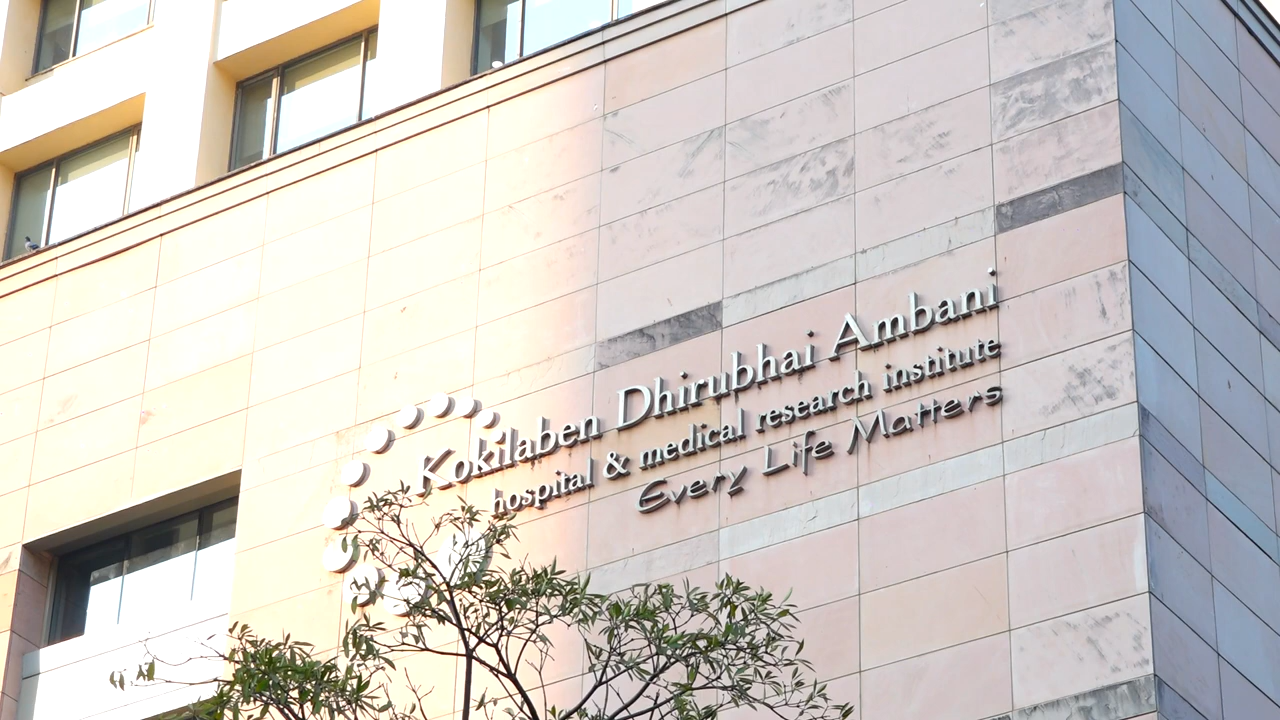 Kokilaben Dhirubhai Ambani
hospital & medical research institute
Every Life Matters